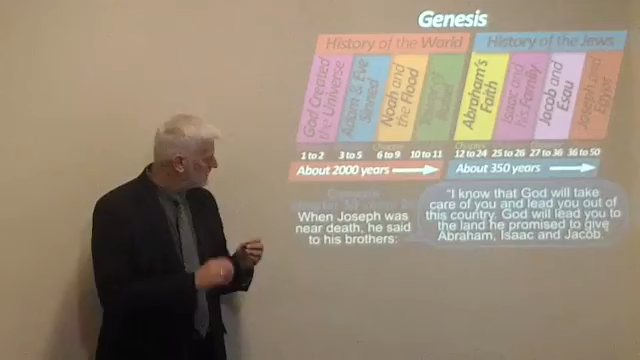 Genesis
History of the World
History of the Jews
God Created
the Universe
Adam & Eve
Sinned
Noah and
the Flood
Tower of
Babel
Abraham's
Faith
Isaac and
his Family
Jacob and
Esau
Joseph and
Egypt
1 to 2
3 to 5
6 to 9
10 to 11
12 to 24
25 to 26
27 to 36
36 to 50
About 2000 years
About 350 years
When Joseph was
near death, he said
to his brothers:
"I know that God will take
care of you and lead you out of
this country. God will lead you to
the land he promised to give
Abraham, Isaac and Jacob."